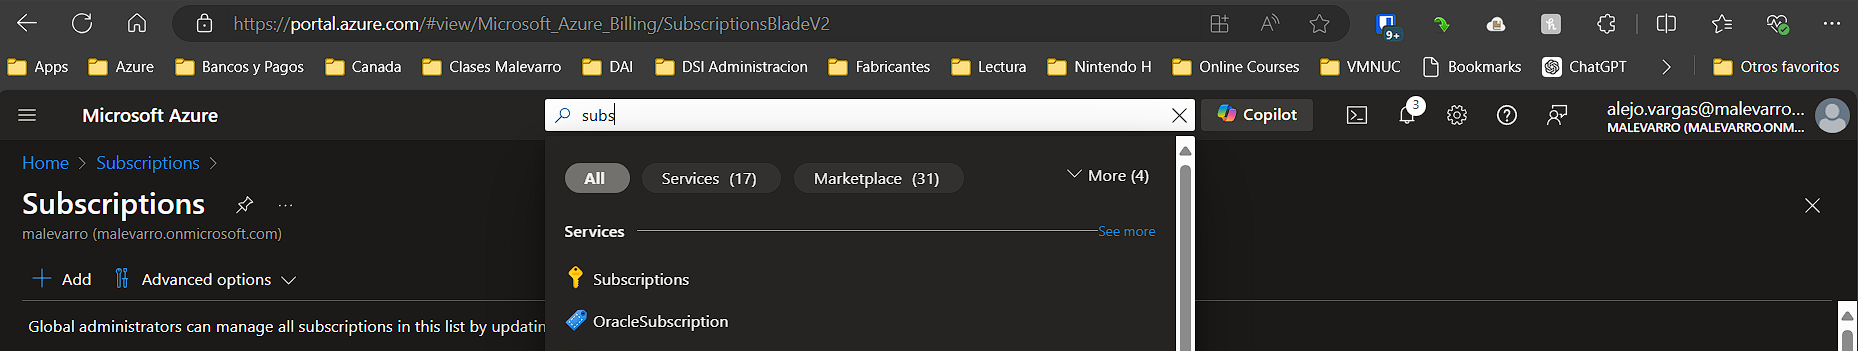 https://portal.azure.com/#view/Microsoft_Azure_Billing/SubscriptionsBladeV2
9+
Apps Azure Bancos y Pagos Canada Clases Malevarro DAI DSI Administracion Fabricantes Lectura Nintendo H Online Courses VMNUC Bookmarks ChatGPT Otros favoritos
Microsoft Azure
subs
Copilot
3
alejo.vargas@malevarro...
MALEVARRO (MALEVARRO.ONM...
Home > Subscriptions >
All Services (17) Marketplace (31) More (4)
Subscriptions ...
malevarro (malevarro.onmicrosoft.com)
Services See more
Add Advanced options
Subscriptions
OracleSubscription
Global administrators can manage all subscriptions in this list by updatin